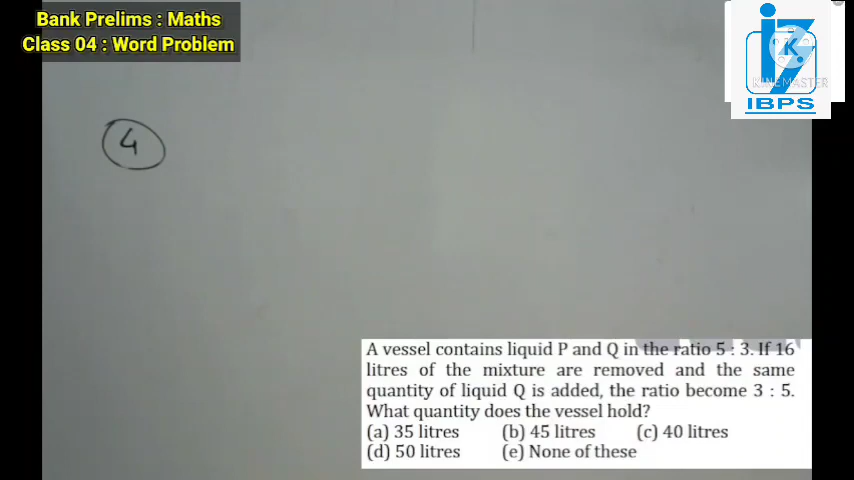 Bank Prelims : Maths
Class 04 : Word Problem
K
KINEMASTER
IBPS
4
A vessel contains liquid P and Q in the ratio 5 : 3. If 16
litres of the mixture are removed and the same
quantity of liquid Q is added, the ratio become 3 : 5.
What quantity does the vessel hold?
(a) 35 litres (b) 45 litres (c) 40 litres
(d) 50 litres (e) None of these